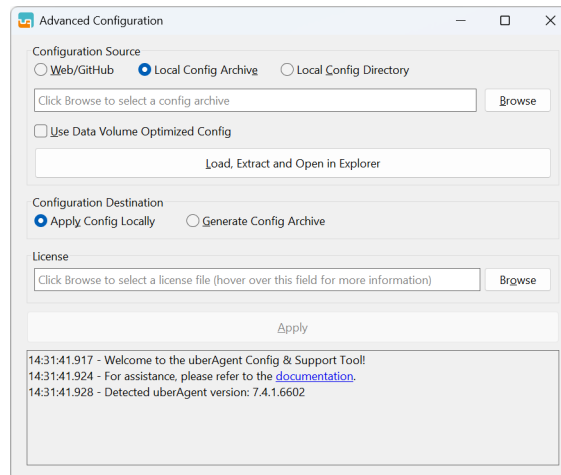 Advanced Configuration
Configuration Source
Web/GitHub Local Config Archive Local Config Directory
Click Browse to select a config archive Browse
Use Data Volume Optimized Config
Load, Extract and Open in Explorer
Configuration Destination
Apply Config Locally Generate Config Archive
License
Click Browse to select a license file (hover over this field for more information) Browse
Apply
14:31:41.917 - Welcome to the uberAgent Config & Support Tool!
14:31:41.924 - For assistance, please refer to the documentation.
14:31:41.928 - Detected uberAgent version: 7.4.1.6602